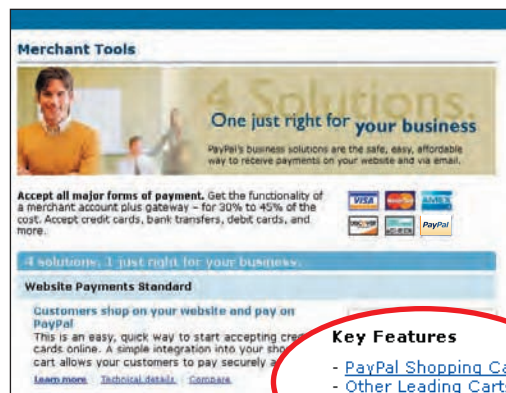 Merchant Tools
4 Solutions.
One just right for your business
PayPal's business solutions are the safe, easy, affordable
way to receive payments on your website and via email.
Accept all major forms of payment. Get the functionality of
a merchant account plus gateway – for 30% to 45% of the
cost. Accept credit cards, bank transfers, debit cards, and
more.
VISA AMEX
PayPal
4 solutions, 1 just right for your business.
Website Payments Standard
Customers shop on your website and pay on
PayPal
This is an easy, quick way to start accepting
cards online. A simple integration into your
cart allows your customers to pay securely
Learn more Technical details Compare
Key Features
- PayPal Shopping
- Other Leading Carts